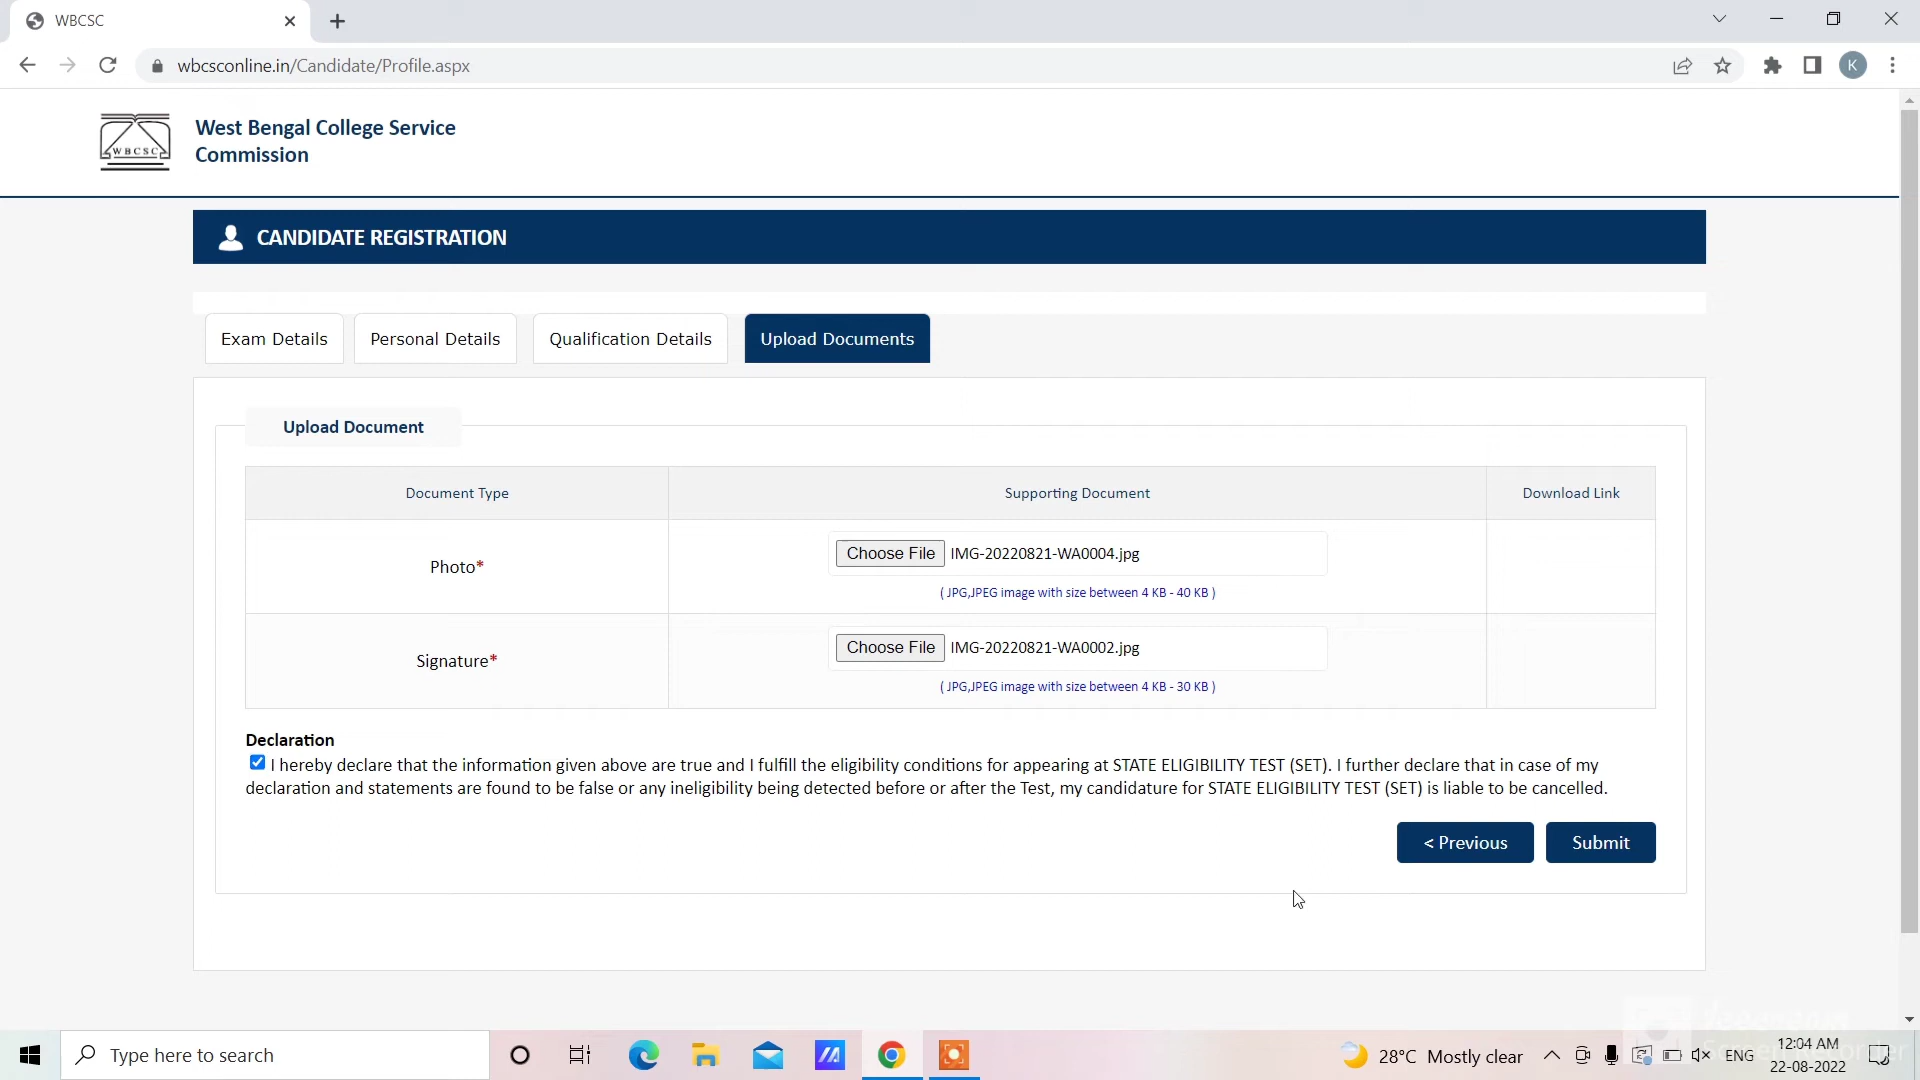 WBCSC
wbcsconline.in/Candidate/Profile.aspx
K
WBCSC
West Bengal College Service
Commission
CANDIDATE REGISTRATION
Exam Details
Personal Details
Qualification Details
Upload Documents
Upload Document
Document Type
Supporting Document
Download Link
Photo*
Choose File IMG-20220821-WA0004.jpg
( JPG,JPEG image with size between 4 KB - 40 KB )
Signature*
Choose File IMG-20220821-WA0002.jpg
( JPG,JPEG image with size between 4 KB - 30 KB )
Declaration
I hereby declare that the information given above are true and I fulfill the eligibility conditions for appearing at STATE ELIGIBILITY TEST (SET). I further declare that in case of my
declaration and statements are found to be false or any ineligibility being detected before or after the Test, my candidature for STATE ELIGIBILITY TEST (SET) is liable to be cancelled.
< Previous
Submit
Type here to search
28°C Mostly clear
ENG
12:04 AM
22-08-2022
Screen Recorder